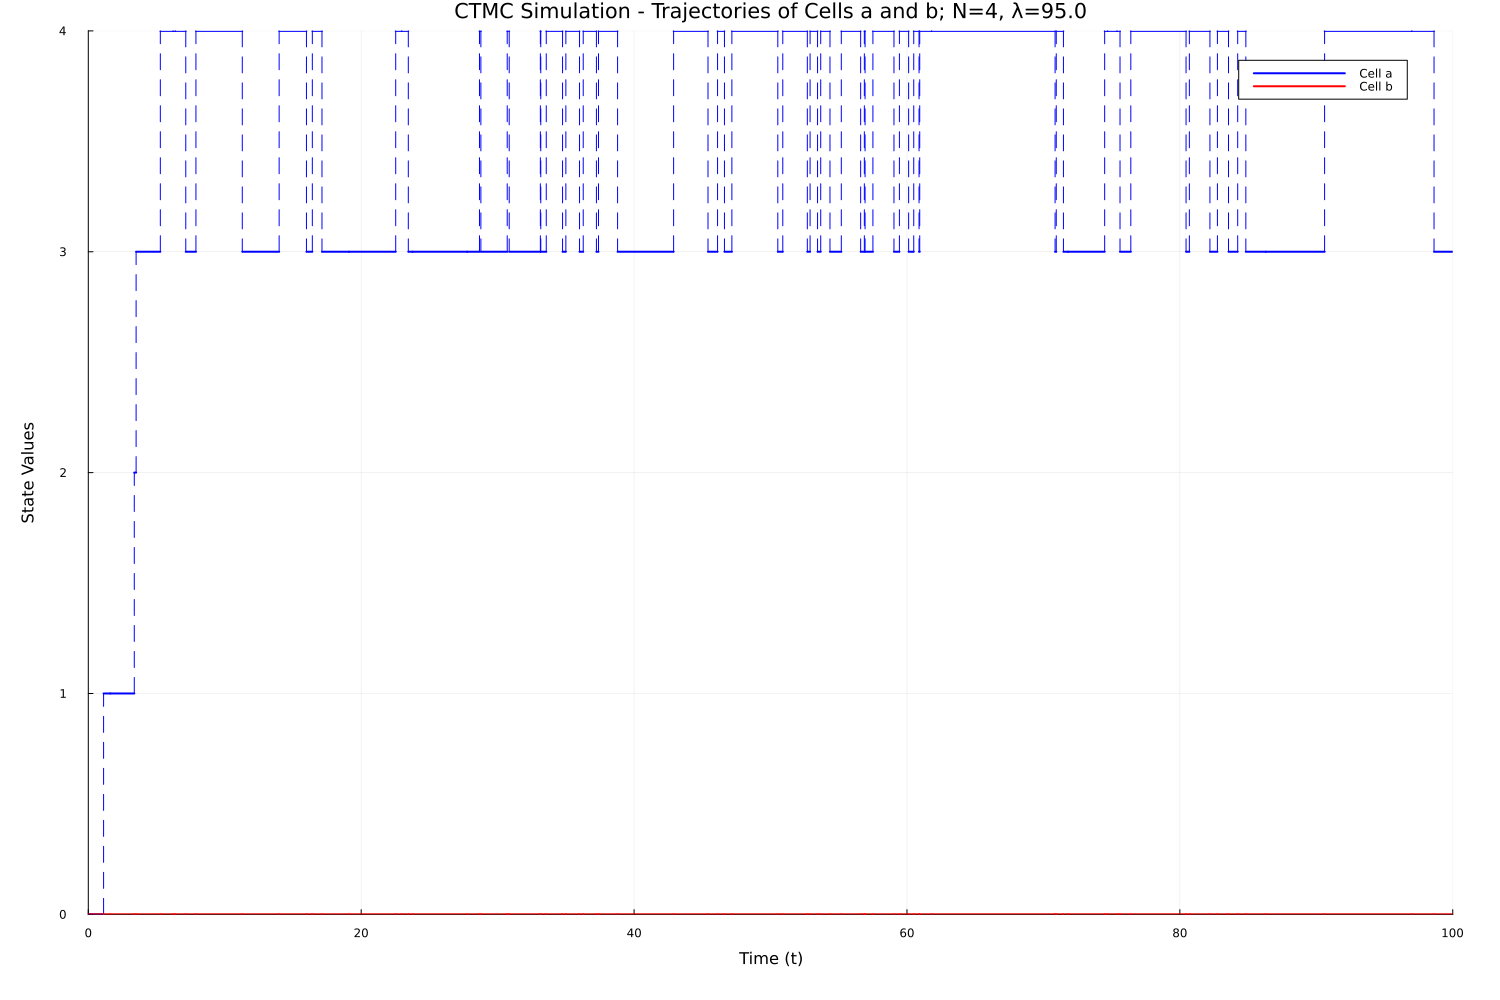 CTMC Simulation - Trajectories of Cells a and b; N=4, λ=95.0
4
Cell a
Cell b
3
State Values
2
1
0
0 20 40 60 80 100
Time (t)